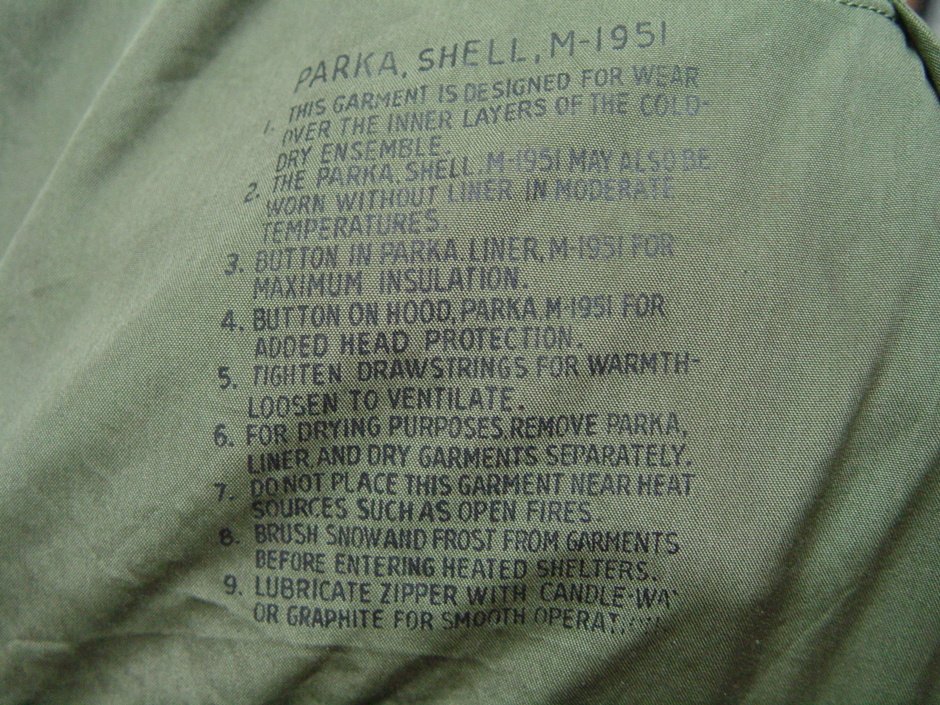 PARKA, SHELL, M-1951
1. THIS GARMENT IS DESIGNED FOR WEAR
OVER THE INNER LAYERS OF THE COLD-
DRY ENSEMBLE.
2. THE PARKA, SHELL, M-1951 MAY ALSO BE
WORN WITHOUT LINER IN MODERATE
TEMPERATURES.
3. BUTTON IN PARKA, LINER, M-1951 FOR
MAXIMUM INSULATION.
4. BUTTON ON HOOD, PARKA M-1951 FOR
ADDED HEAD PROTECTION.
5. TIGHTEN DRAWSTRINGS FOR WARMTH-
LOOSEN TO VENTILATE.
6. FOR DRYING PURPOSES, REMOVE PARKA,
LINER, AND DRY GARMENTS SEPARATELY.
7. DO NOT PLACE THIS GARMENT NEAR HEAT
SOURCES SUCH AS OPEN FIRES.
8. BRUSH SNOW AND FROST FROM GARMENTS
BEFORE ENTERING HEATED SHELTERS.
9. LUBRICATE ZIPPER WITH CANDLE-WA
OR GRAPHITE FOR SMOOTH OPERAT